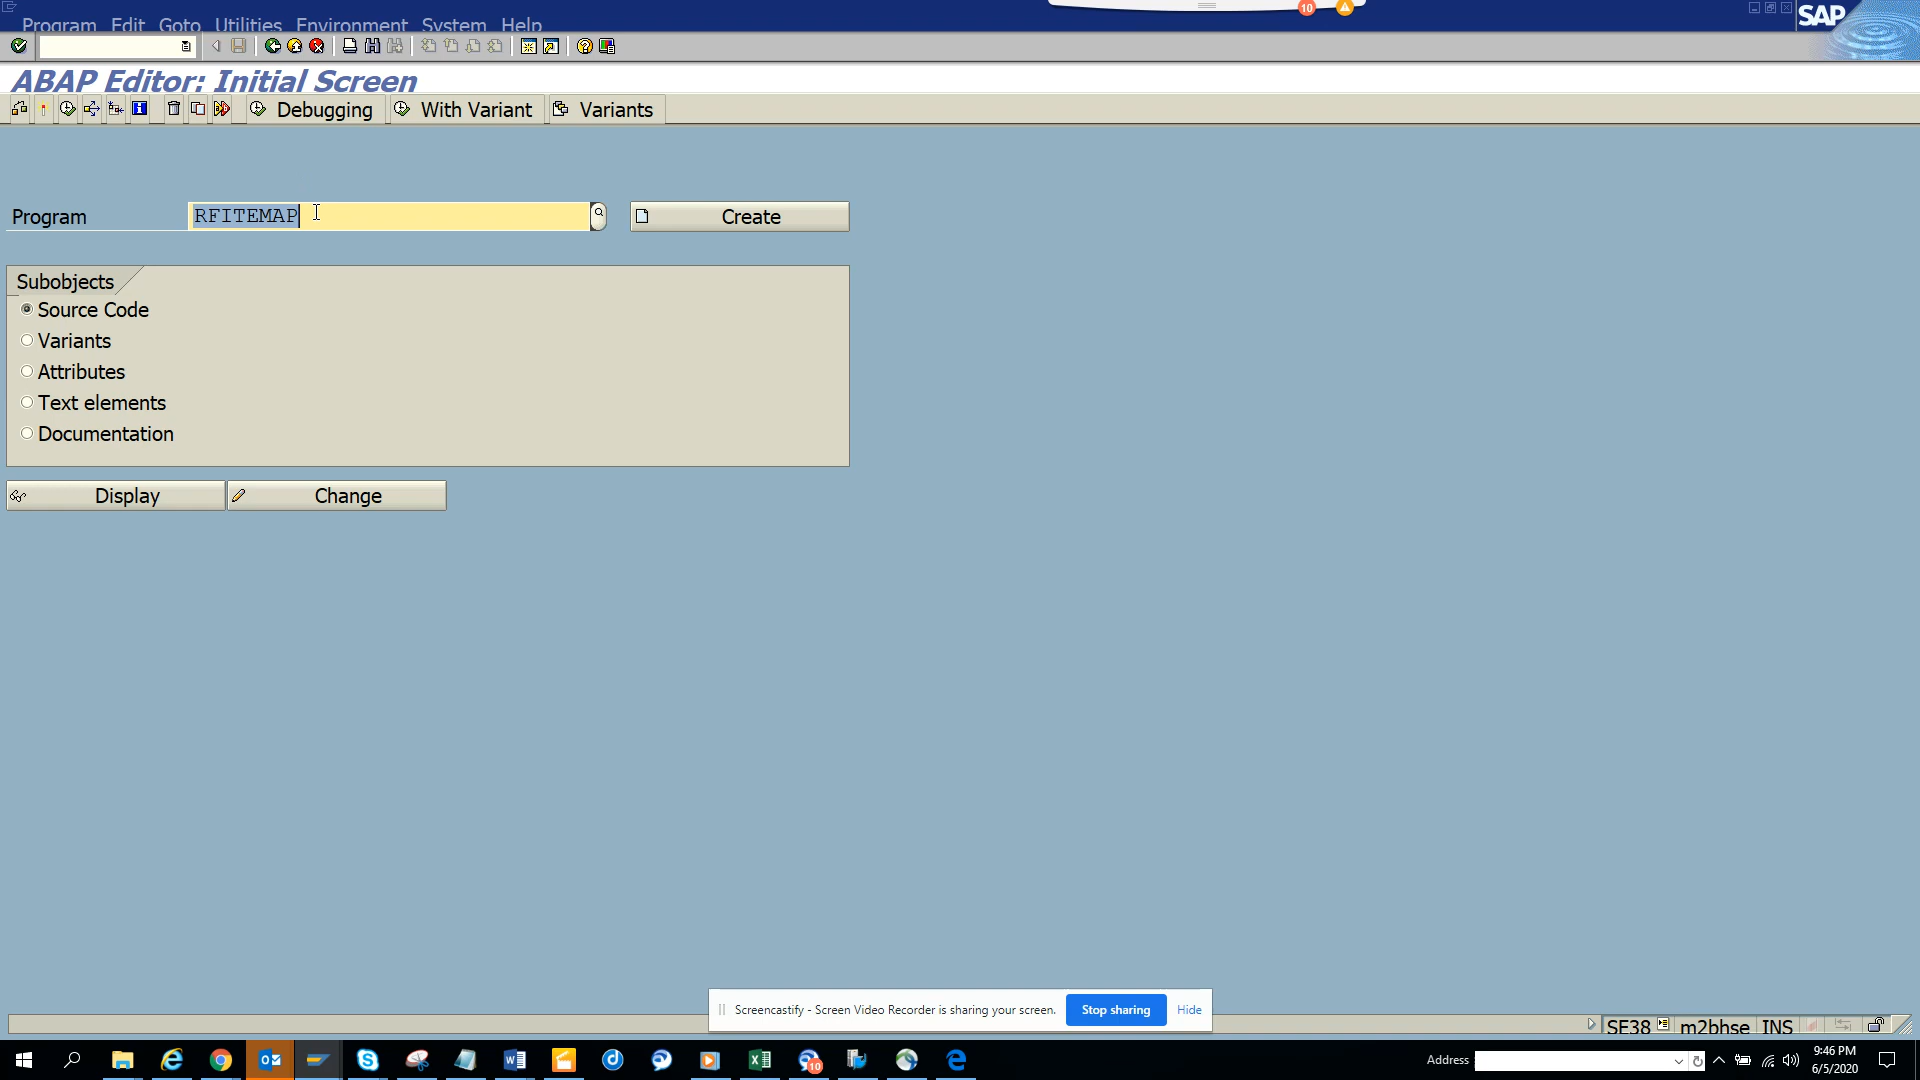 Program Edit Goto Utilities Environment System Help
10
SAP
ABAP Editor: Initial Screen
Debugging With Variant Variants
Program RFITEMAP Create
Subobjects
Source Code
Variants
Attributes
Text elements
Documentation
Display Change
Screencastify - Screen Video Recorder is sharing your screen. Stop sharing Hide
SE38 m2bhse INS
10
Address
9:46 PM
6/5/2020